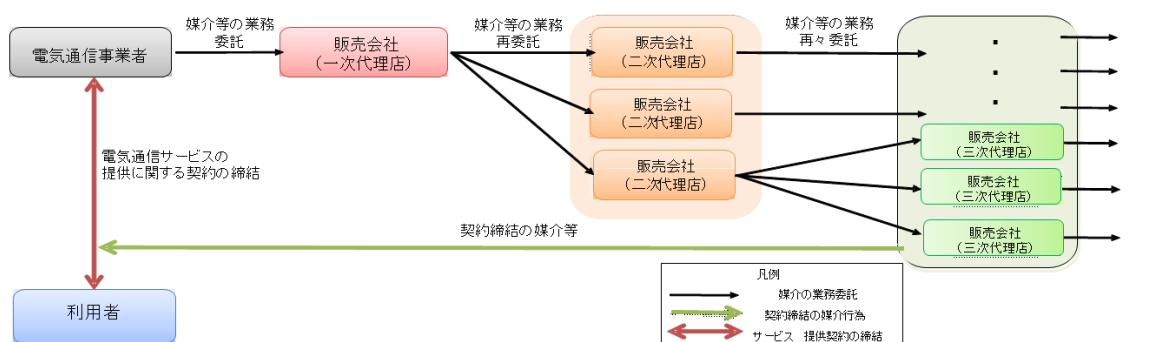 媒介等の業務
委託
媒介等の業務
再委託
媒介等の業務
再々委託
電気通信事業者
販売会社
（一次代理店）
販売会社
（二次代理店）
販売会社
（二次代理店）
販売会社
（二次代理店）
・
・
・
販売会社
（三次代理店）
販売会社
（三次代理店）
販売会社
（三次代理店）
電気通信サービスの
提供に関する契約の締結
契約締結の媒介等
利用者
凡例
媒介の業務委託
契約締結の媒介行為
サービス 提供契約の締結